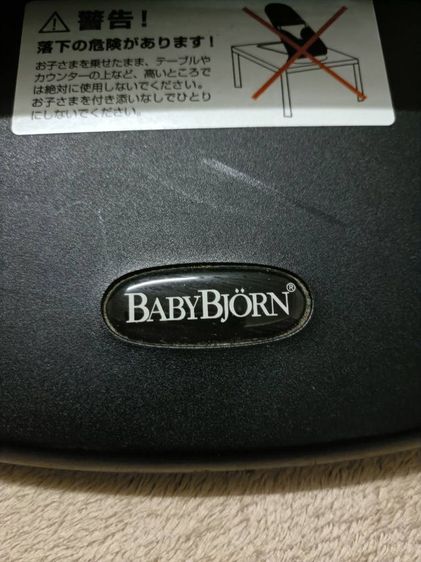 警告！
落下の危険があります！
お子さまを乗せたまま、テーブルや
カウンターの上など、高いところで
は絶対に使用しないでください。
お子さまを付き添いなしでひとり
にしないでください。
BABYBJÖRN®